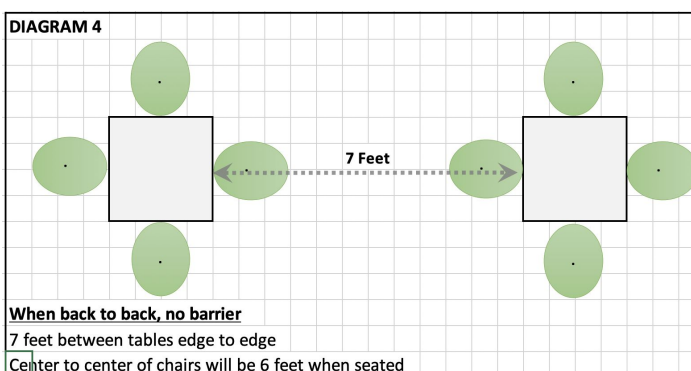 DIAGRAM 4
7 Feet
When back to back, no barrier
7 feet between tables edge to edge
Center to center of chairs will be 6 feet when seated